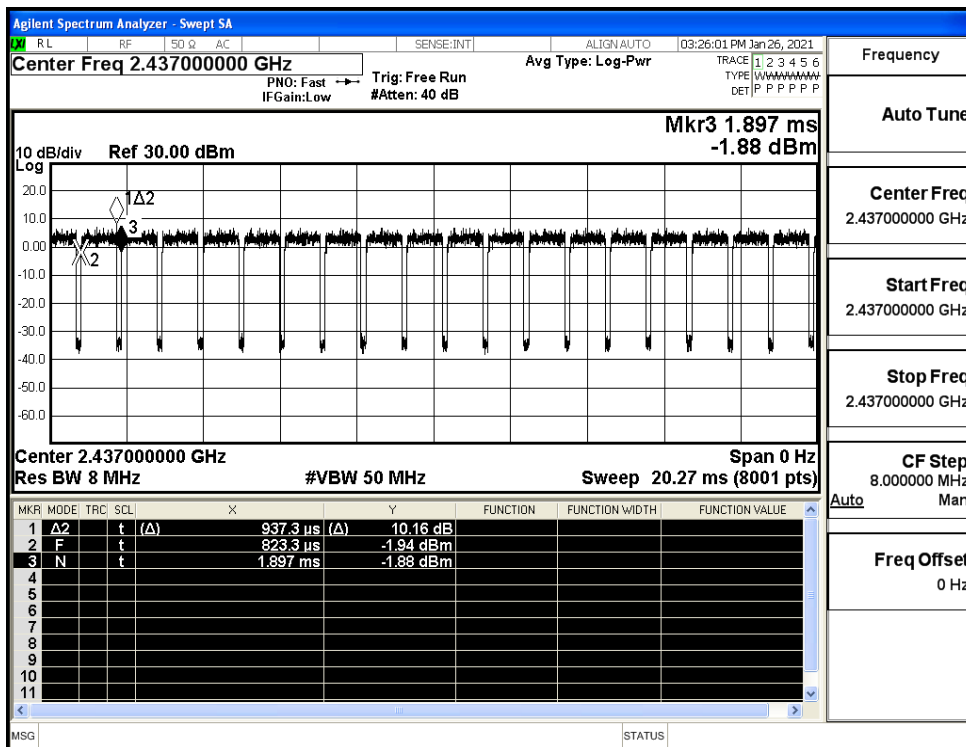 Agilent Spectrum Analyzer - Swept SA
LXI RL RF 50 Ω AC SENSE:INT ALIGN AUTO 03:26:01 PM Jan 26, 2021
Center Freq 2.437000000 GHz
Avg Type: Log-Pwr
TRACE 1 2 3 4 5 6
PNO: Fast Trig: Free Run
TYPE WWWWWW
IFGain:Low #Atten: 40 dB
DET P P P P P P
Mkr3 1.897 ms
-1.88 dBm
10 dB/div Ref 30.00 dBm
Log
20.0
10.0
0.00
-10.0
-20.0
-30.0
-40.0
-50.0
-60.0
1Δ2
3
2
Center 2.437000000 GHz Span 0 Hz
Res BW 8 MHz #VBW 50 MHz Sweep 20.27 ms (8001 pts)
MKR MODE TRC SCL X Y FUNCTION FUNCTION WIDTH FUNCTION VALUE
1 Δ2 t (Δ) 937.3 µs (Δ) 10.16 dB
2 F t 823.3 µs -1.94 dBm
3 N t 1.897 ms -1.88 dBm
4
5
6
7
8
9
10
11
MSG STATUS
Frequency
Auto Tune
Center Freq
2.437000000 GHz
Start Freq
2.437000000 GHz
Stop Freq
2.437000000 GHz
CF Step
8.000000 MHz
Auto Man
Freq Offset
0 Hz